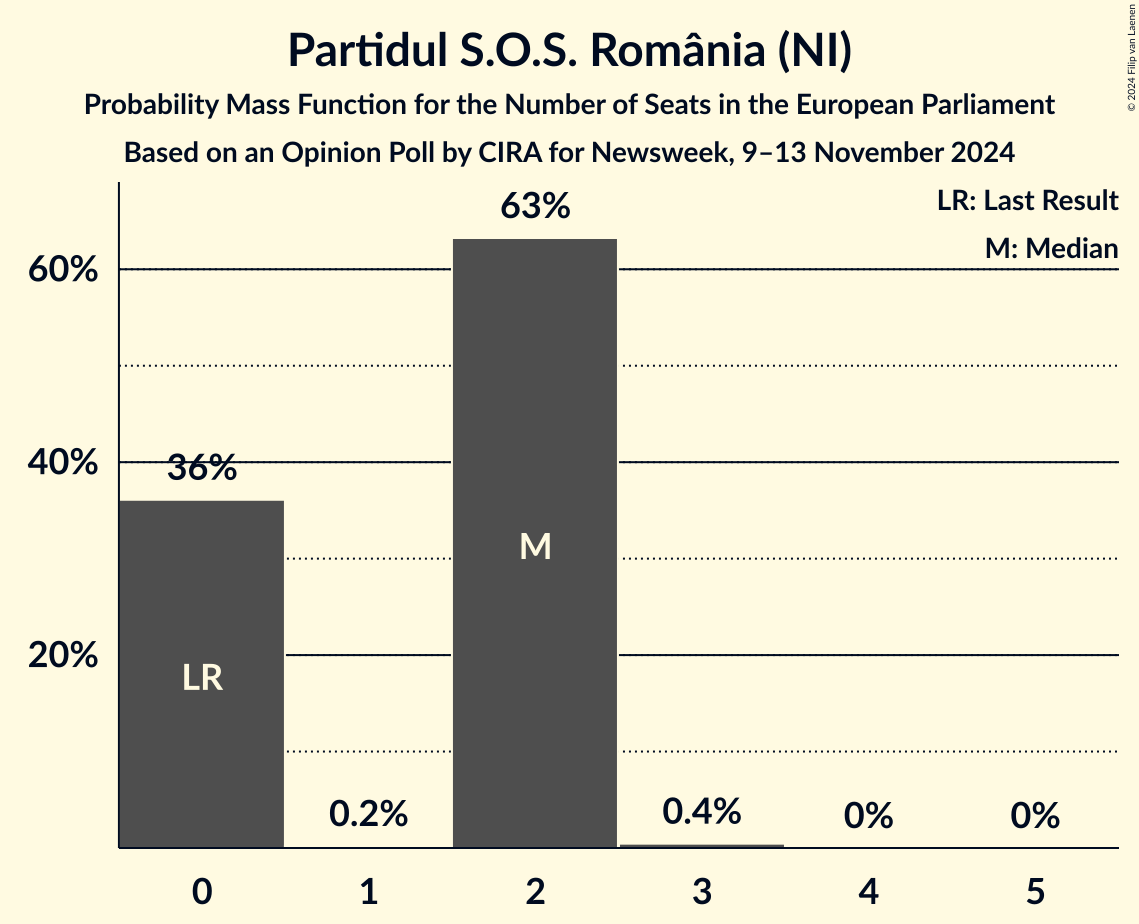 Partidul S.O.S. România (NI)
Probability Mass Function for the Number of Seats in the European Parliament
Based on an Opinion Poll by CIRA for Newsweek, 9–13 November 2024
© 2024 Filip van Laenen
LR: Last Result
M: Median
63%
60%
40%
36%
M
20%
LR
0.2%
0.4%
0%
0%
0 1 2 3 4 5